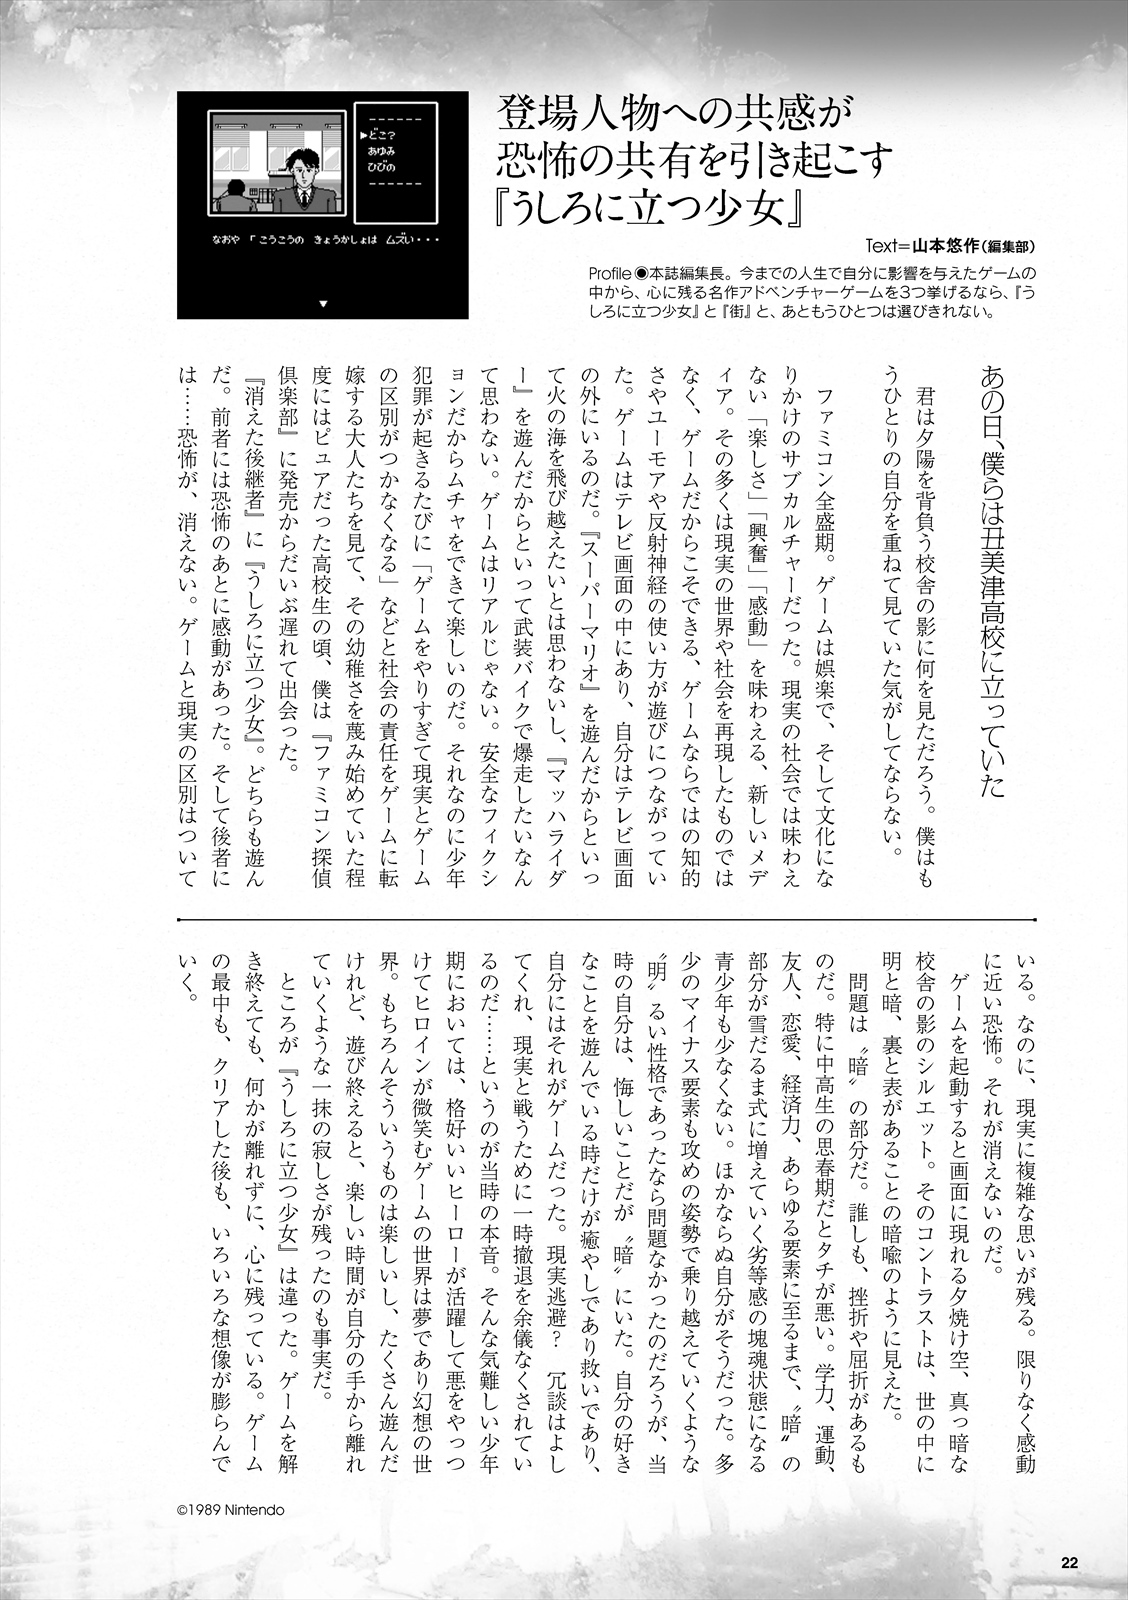 登場人物への共感が
恐怖の共有を引き起こす
『うしろに立つ少女』
Text=山本悠作(編集部)
Profile◉本誌編集長。今までの人生で自分に影響を与えたゲームの
中から、心に残る名作アドベンチャーゲームを3つ挙げるなら、『う
しろに立つ少女』と『街』と、あともうひとつは選びきれない。
▶どこ?
あゆみ
ひびの
なおや「こうこうの きょうかしょは ムズい・・・
▼
あの日、僕らは丑美津高校に立っていた
君は夕陽を背負う校舎の影に何を見ただろう。僕はも
うひとりの自分を重ねて見ていた気がしてならない。
ファミコン全盛期。ゲームは娯楽で、そして文化にな
りかけのサブカルチャーだった。現実の社会では味わえ
ない「楽しさ」「興奮」「感動」を味わえる、新しいメデ
ィア。その多くは現実の世界や社会を再現したものでは
なく、ゲームだからこそできる、ゲームならではの知的
さやユーモアや反射神経の使い方が遊びにつながってい
た。ゲームはテレビ画面の中にあり、自分はテレビ画面
の外にいるのだ。『スーパーマリオ』を遊んだからといっ
て火の海を飛び越えたいとは思わないし、『マッハライダ
ー』を遊んだからといって武装バイクで爆走したいなん
て思わない。ゲームはリアルじゃない。安全なフィクシ
ョンだからムチャをできて楽しいのだ。それなのに少年
犯罪が起きるたびに「ゲームをやりすぎて現実とゲーム
の区別がつかなくなる」などと社会の責任をゲームに転
嫁する大人たちを見て、その幼稚さを蔑み始めていた程
度にはピュアだった高校生の頃、僕は『ファミコン探偵
倶楽部』に発売からだいぶ遅れて出会った。
『消えた後継者』に『うしろに立つ少女』。どちらも遊ん
だ。前者には恐怖のあとに感動があった。そして後者に
は……恐怖が、消えない。ゲームと現実の区別はついて
いる。なのに、現実に複雑な思いが残る。限りなく感動
に近い恐怖。それが消えないのだ。
ゲームを起動すると画面に現れる夕焼け空、真っ暗な
校舎の影のシルエット。そのコントラストは、世の中に
明と暗、裏と表があることの暗喩のように見えた。
問題は〝暗〟の部分だ。誰しも、挫折や屈折があるも
のだ。特に中高生の思春期だとタチが悪い。学力、運動、
友人、恋愛、経済力、あらゆる要素に至るまで、〝暗〟の
部分が雪だるま式に増えていく劣等感の塊魂状態になる
青少年も少なくない。ほかならぬ自分がそうだった。多
少のマイナス要素も攻めの姿勢で乗り越えていくような
〝明〟るい性格であったなら問題なかったのだろうが、当
時の自分は、悔しいことだが〝暗〟にいた。自分の好き
なことを遊んでいる時だけが癒やしであり救いであり、
自分にはそれがゲームだった。現実逃避? 冗談はよし
てくれ、現実と戦うために一時撤退を余儀なくされてい
るのだ……というのが当時の本音。そんな気難しい少年
期においては、格好いいヒーローが活躍して悪をやっつ
けてヒロインが微笑むゲームの世界は夢であり幻想の世
界。もちろんそういうものは楽しいし、たくさん遊んだ
けれど、遊び終えると、楽しい時間が自分の手から離れ
ていくような一抹の寂しさが残ったのも事実だ。
ところが『うしろに立つ少女』は違った。ゲームを解
き終えても、何かが離れずに、心に残っている。ゲーム
の最中も、クリアした後も、いろいろな想像が膨らんで
いく。
©1989 Nintendo
22